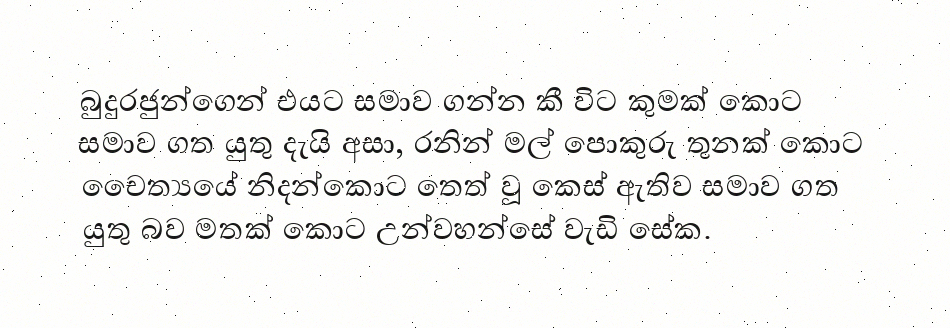 බුදුරජුන්ගෙන් එයට සමාව ගන්න කී විට කුමක් කොට
සමාව ගත යුතු දැයි අසා, රනින් මල් පොකුරු තුනක් කොට
චෛත්‍යයේ නිදන්කොට තෙත් වූ කෙස් ඇතිව සමාව ගත
යුතු බව මතක් කොට උන්වහන්සේ වැඩි සේක.